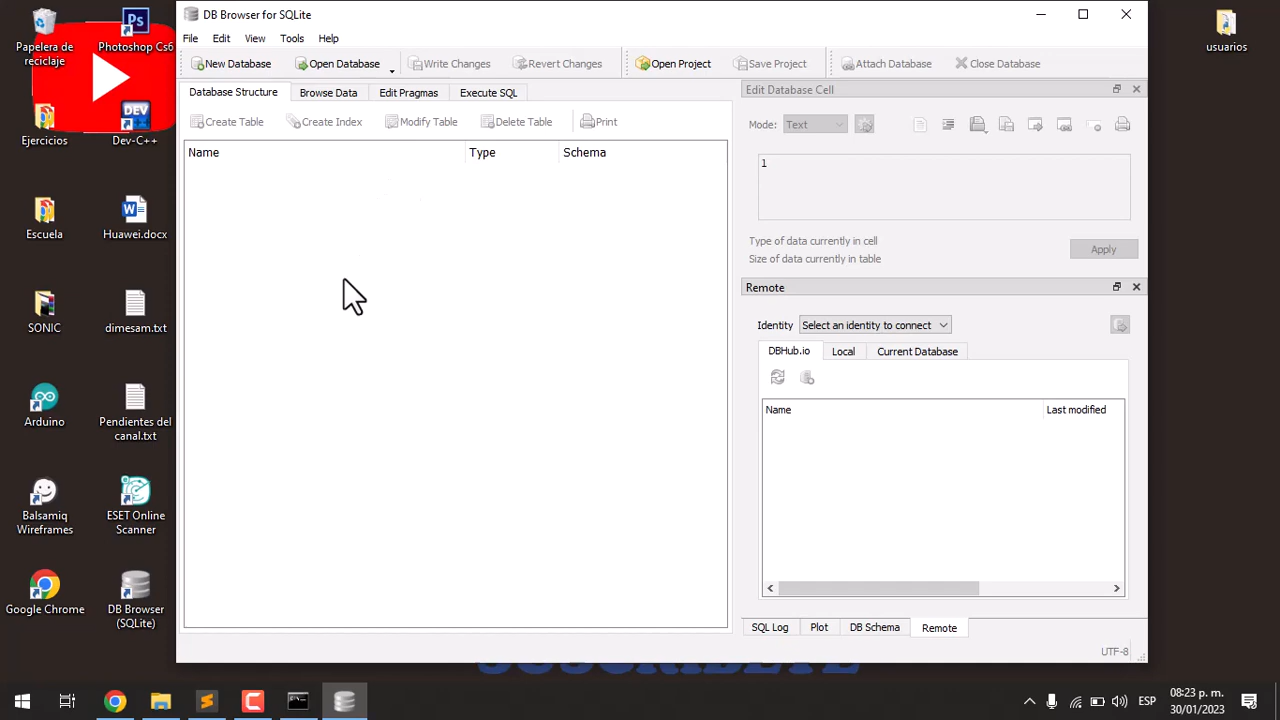 Papelera de
reciclaje
Photoshop Cs6
Ejercicios
Dev-C++
Escuela
Huawei.docx
SONIC
dimesam.txt
Arduino
Pendientes del
canal.txt
Balsamiq
Wireframes
ESET Online
Scanner
Google Chrome
DB Browser
(SQLite)
usuarios
DB Browser for SQLite
File Edit View Tools Help
New Database Open Database Write Changes Revert Changes Open Project Save Project Attach Database Close Database
Database Structure Browse Data Edit Pragmas Execute SQL
Create Table Create Index Modify Table Delete Table Print
Name Type Schema
Edit Database Cell
Mode: Text
1
Type of data currently in cell
Size of data currently in table
Apply
Remote
Identity Select an identity to connect
DBHub.io Local Current Database
Name Last modified
SQL Log Plot DB Schema Remote
UTF-8
ESP
08:23 p. m.
30/01/2023